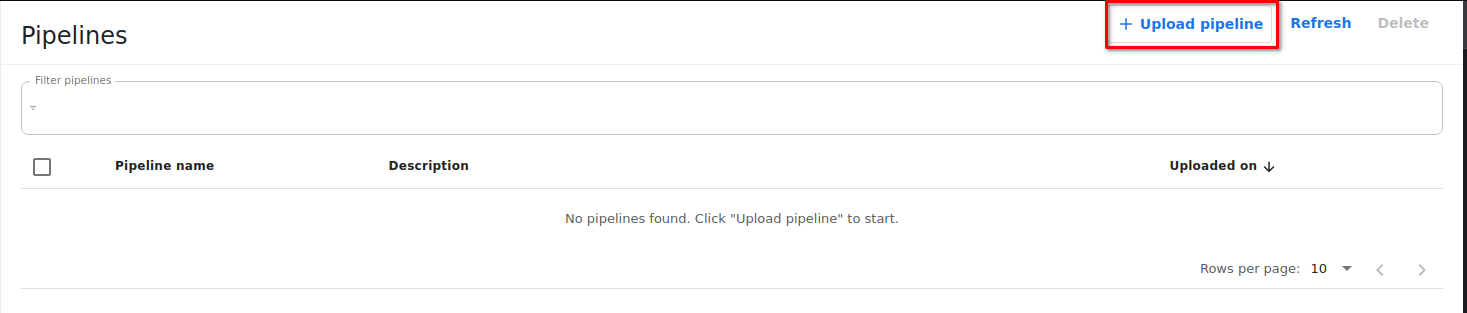 Pipelines
+ Upload pipeline
Refresh
Delete
Filter pipelines
Pipeline name
Description
Uploaded on
No pipelines found. Click "Upload pipeline" to start.
Rows per page: 10